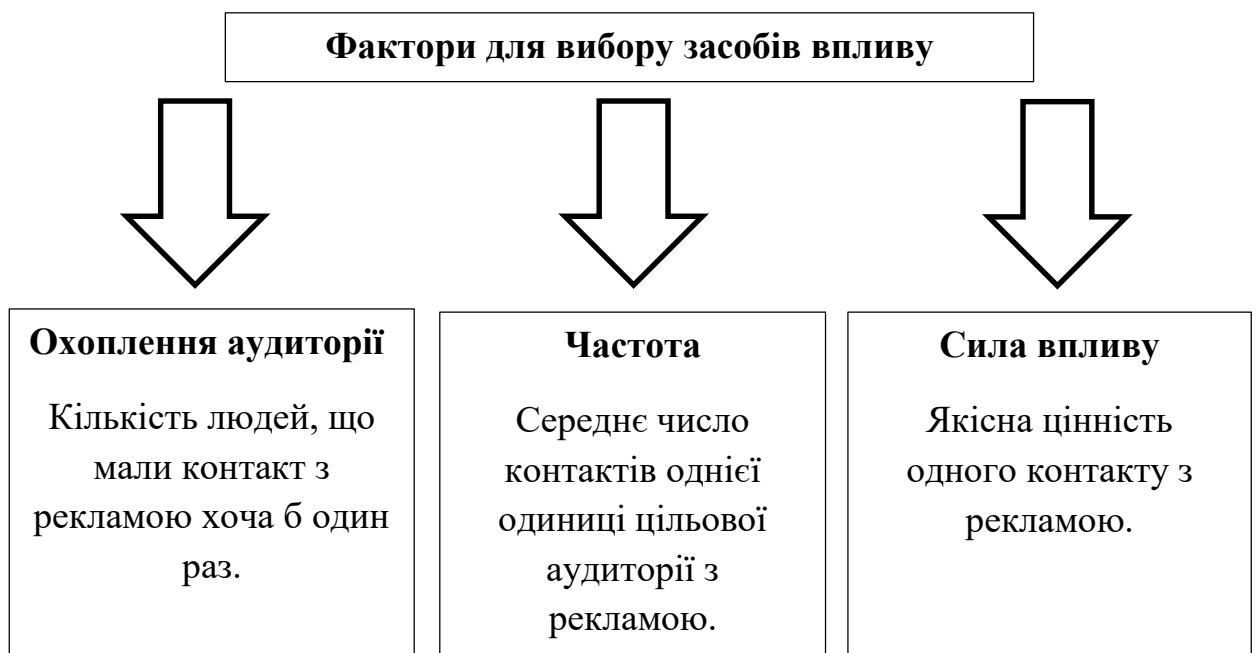 Фактори для вибору засобів впливу
Охоплення аудиторії
Кількість людей, що
мали контакт з
рекламою хоча б один
раз.
Частота
Середнє число
контактів однієї
одиниці цільової
аудиторії з
рекламою.
Сила впливу
Якісна цінність
одного контакту з
рекламою.